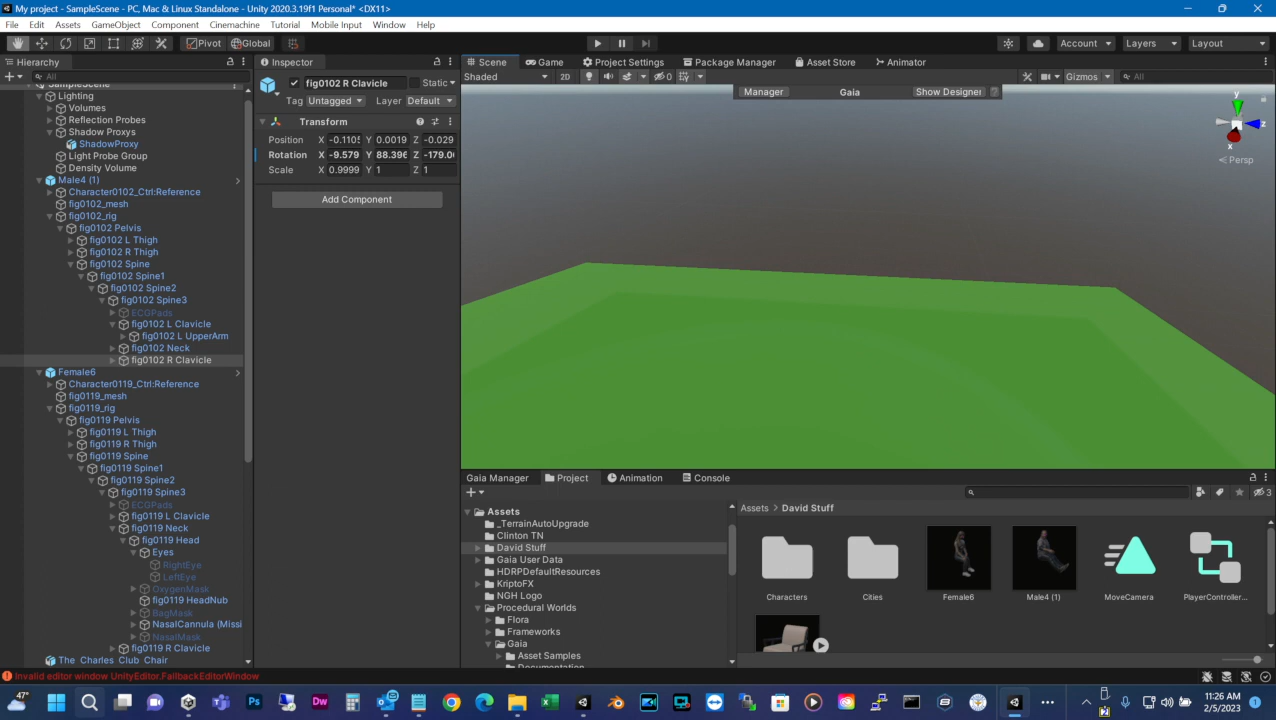 My project - SampleScene - PC, Mac & Linux Standalone - Unity 2020.3.19f1 Personal* <DX11>
File Edit Assets GameObject Component Cinemachine Tutorial Mobile Input Window Help
Pivot Global Account Layers Layout
Hierarchy
All
SampleScene
Lighting
Volumes
Reflection Probes
Shadow Proxys
ShadowProxy
Light Probe Group
Density Volume
Male4 (1)
Character0102_Ctrl:Reference
fig0102_mesh
fig0102_rig
fig0102 Pelvis
fig0102 L Thigh
fig0102 R Thigh
fig0102 Spine
fig0102 Spine1
fig0102 Spine2
fig0102 Spine3
ECGPads
fig0102 L Clavicle
fig0102 L UpperArm
fig0102 Neck
fig0102 R Clavicle
Female6
Character0119_Ctrl:Reference
fig0119_mesh
fig0119_rig
fig0119 Pelvis
fig0119 L Thigh
fig0119 R Thigh
fig0119 Spine
fig0119 Spine1
fig0119 Spine2
fig0119 Spine3
ECGPads
fig0119 L Clavicle
fig0119 Neck
fig0119 Head
Eyes
RightEye
LeftEye
OxygenMask
fig0119 HeadNub
BagMask
NasalCannula (Missi
NasalMask
fig0119 R Clavicle
The Charles Club Chair
Inspector
fig0102 R Clavicle Static
Tag Untagged Layer Default
Transform
Position X -0.1105 Y 0.0019 Z -0.029
Rotation X -9.579 Y 88.396 Z -179.0
Scale X 0.9999 Y 1 Z 1
Add Component
Scene Game Project Settings Package Manager Asset Store Animator
Shaded 2D 0 Gizmos All
Manager Gaia Show Designer
y
z
x
Persp
Gaia Manager Project Animation Console
3
Assets
_TerrainAutoUpgrade
Clinton TN
David Stuff
Gaia User Data
HDRPDefaultResources
KriptoFX
NGH Logo
Procedural Worlds
Flora
Frameworks
Gaia
Asset Samples
Documentation
Assets > David Stuff
Characters Cities Female6 Male4 (1) MoveCamera PlayerController...
Invalid editor window UnityEditor.FallbackEditorWindow
47°
11:26 AM
2/5/2023